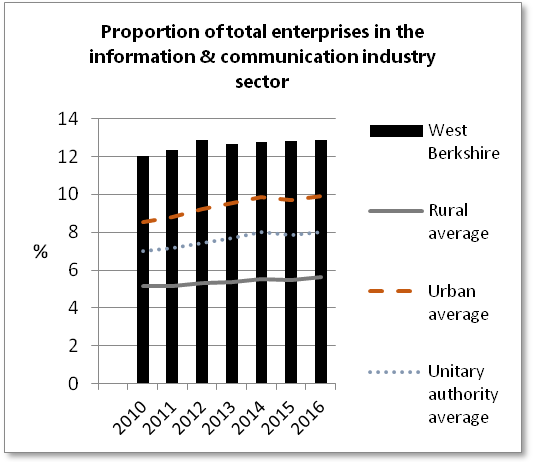 Proportion of total enterprises in the
information & communication industry
sector
14
12
10
8
6
4
2
0
%
2010
2011
2012
2013
2014
2015
2016
West
Berkshire
Rural
average
Urban
average
Unitary
authority
average